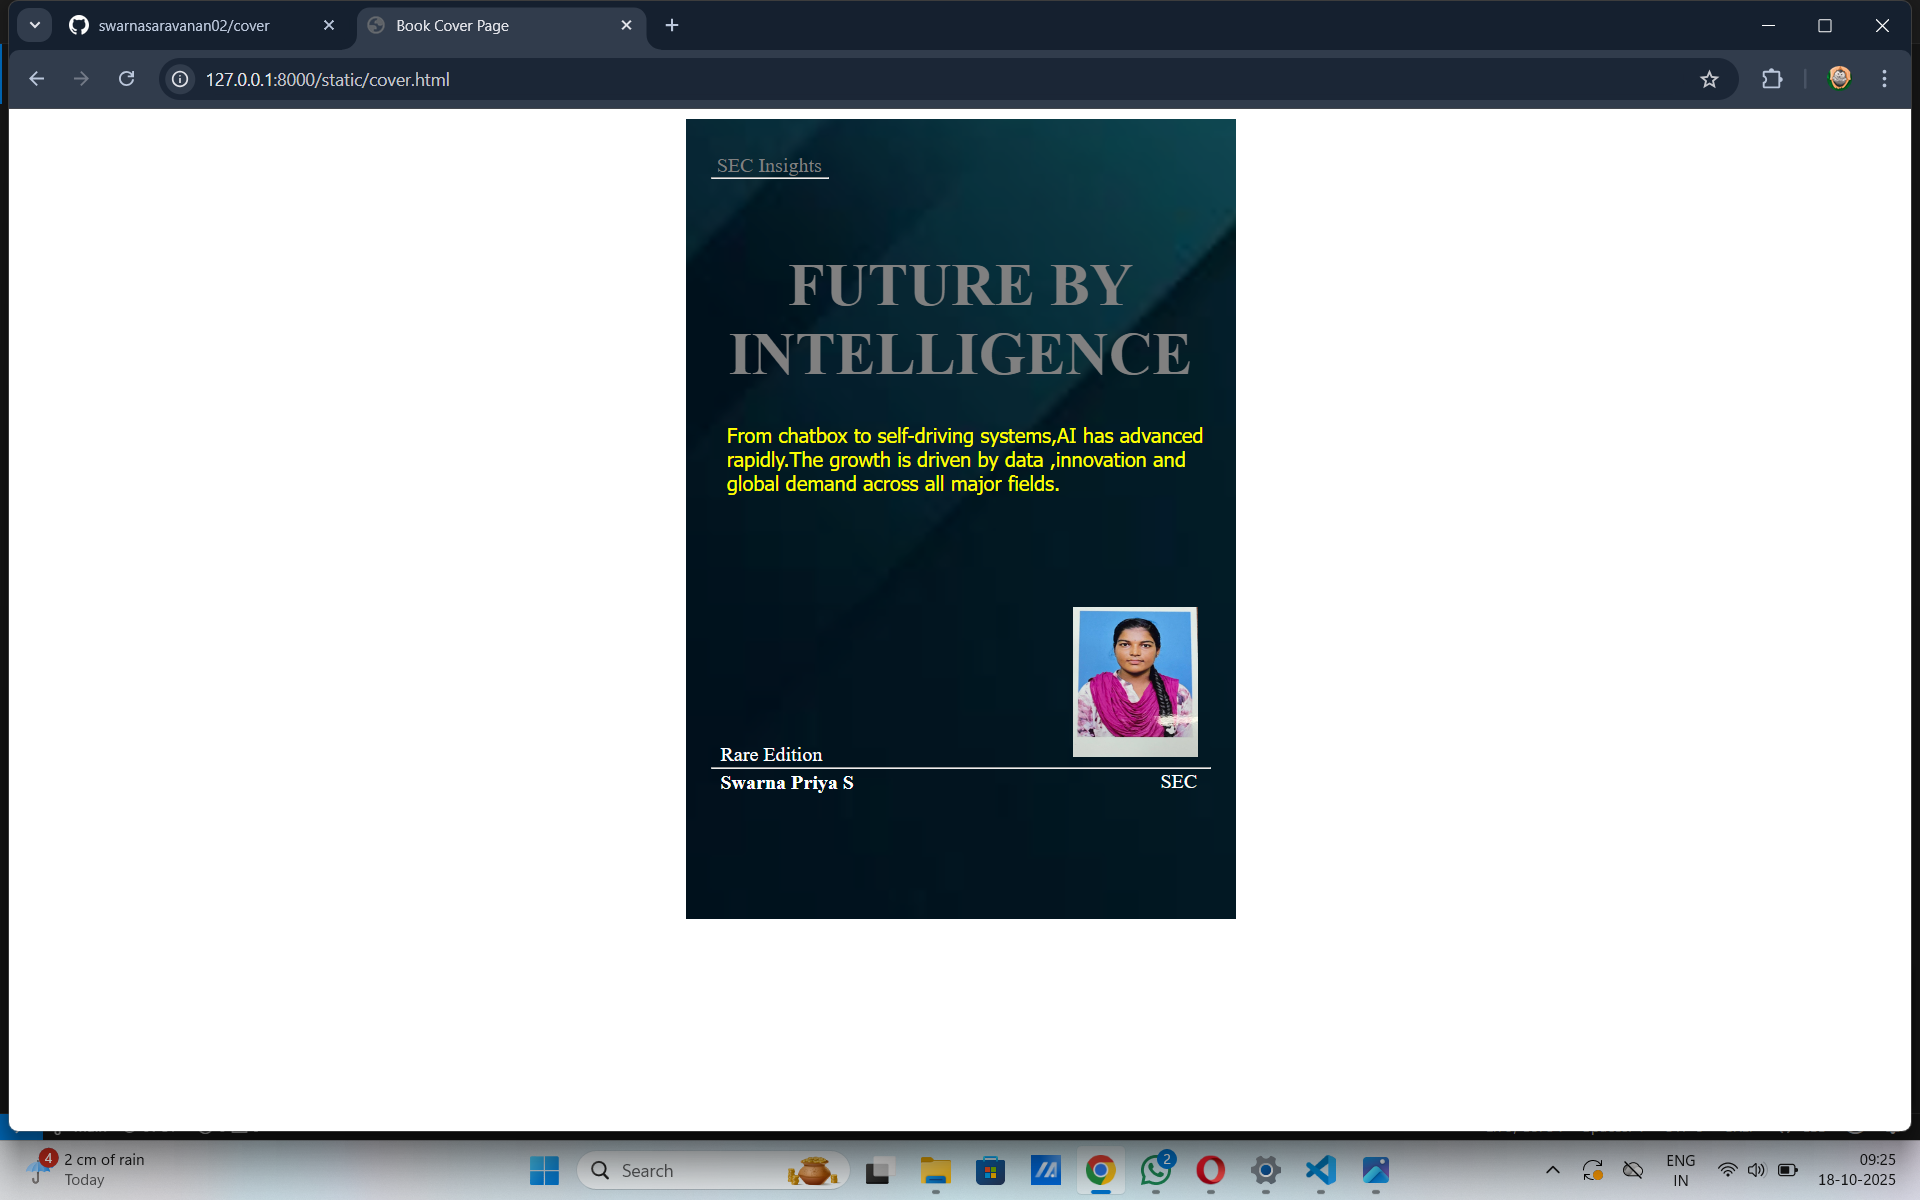 swarnasaravanan02/cover
Book Cover Page
127.0.0.1:8000/static/cover.html
SEC Insights
FUTURE BY
INTELLIGENCE
From chatbox to self-driving systems,AI has advanced
rapidly.The growth is driven by data ,innovation and
global demand across all major fields.
Rare Edition
Swarna Priya S
SEC
4
2 cm of rain
Today
Search
2
ENG
IN
09:25
18-10-2025